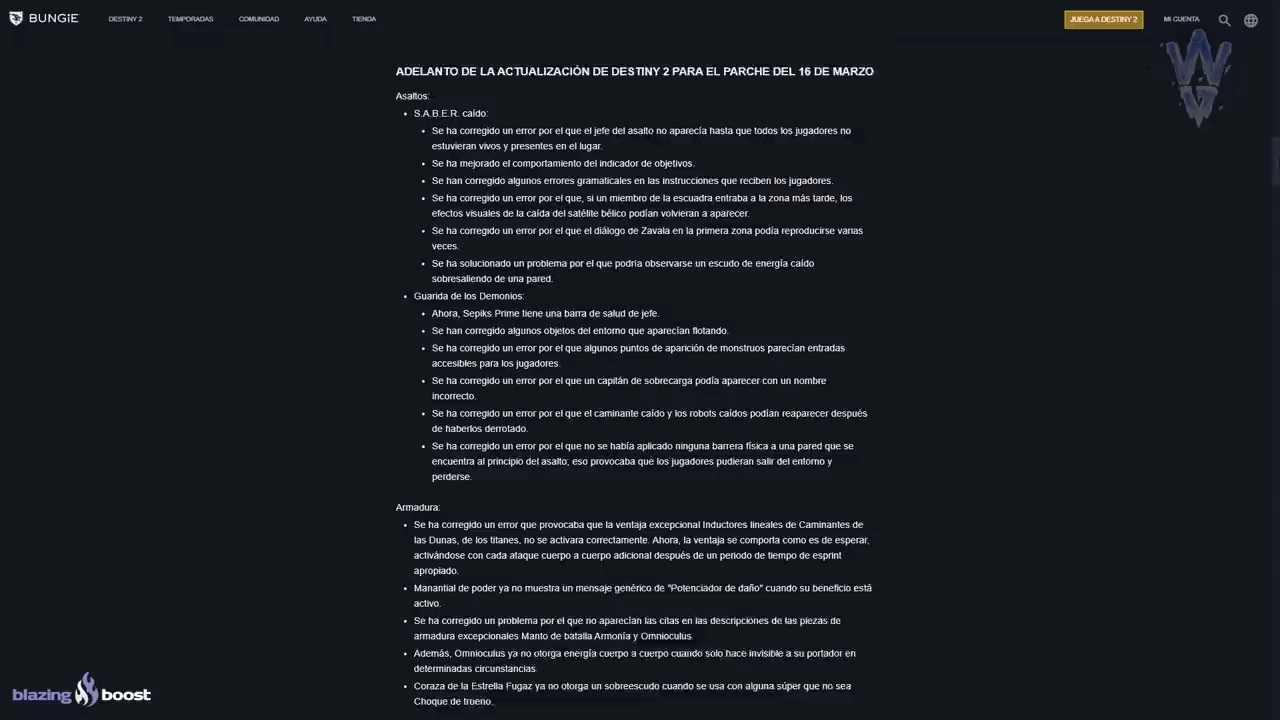 BUNGiE DESTINY 2 TEMPORADAS COMUNIDAD AYUDA TIENDA JUEGA A DESTINY 2 MI CUENTA
ADELANTO DE LA ACTUALIZACIÓN DE DESTINY 2 PARA EL PARCHE DEL 16 DE MARZO
Asaltos:
S.A.B.E.R. caído:
Se ha corregido un error por el que el jefe del asalto no aparecía hasta que todos los jugadores no
estuvieran vivos y presentes en el lugar.
Se ha mejorado el comportamiento del indicador de objetivos.
Se han corregido algunos errores gramaticales en las instrucciones que reciben los jugadores.
Se ha corregido un error por el que, si un miembro de la escuadra entraba a la zona más tarde, los
efectos visuales de la caída del satélite bélico podían volvieran a aparecer.
Se ha corregido un error por el que el diálogo de Zavala en la primera zona podía reproducirse varias
veces.
Se ha solucionado un problema por el que podría observarse un escudo de energía caído
sobresaliendo de una pared.
Guarida de los Demonios:
Ahora, Sepiks Prime tiene una barra de salud de jefe.
Se han corregido algunos objetos del entorno que aparecían flotando.
Se ha corregido un error por el que algunos puntos de aparición de monstruos parecían entradas
accesibles para los jugadores.
Se ha corregido un error por el que un capitán de sobrecarga podía aparecer con un nombre
incorrecto.
Se ha corregido un error por el que el caminante caído y los robots caídos podían reaparecer después
de haberlos derrotado.
Se ha corregido un error por el que no se había aplicado ninguna barrera física a una pared que se
encuentra al principio del asalto; eso provocaba que los jugadores pudieran salir del entorno y
perderse.
Armadura:
Se ha corregido un error que provocaba que la ventaja excepcional Inductores lineales de Caminantes de
las Dunas, de los titanes, no se activara correctamente. Ahora, la ventaja se comporta como es de esperar,
activándose con cada ataque cuerpo a cuerpo adicional después de un periodo de tiempo de esprint
apropiado.
Manantial de poder ya no muestra un mensaje genérico de "Potenciador de daño" cuando su beneficio está
activo.
Se ha corregido un problema por el que no aparecían las citas en las descripciones de las piezas de
armadura excepcionales Manto de batalla Armonía y Omnioculus.
Además, Omnioculus ya no otorga energía cuerpo a cuerpo cuando solo hace invisible a su portador en
determinadas circunstancias.
Coraza de la Estrella Fugaz ya no otorga un sobreescudo cuando se usa con alguna súper que no sea
Choque de trueno.
blazing boost